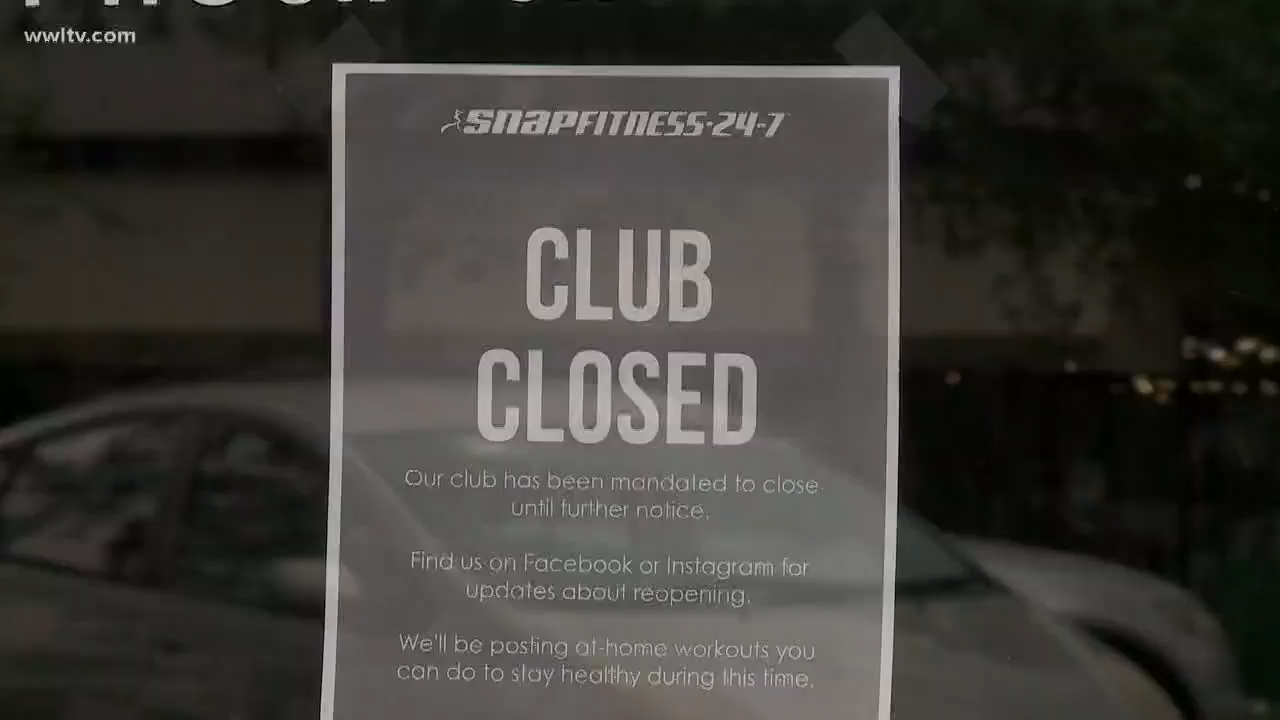 wwltv.com
SNAPFITNESS-24-7
CLUB
CLOSED
Our club has been mandated to close
until further notice.
Find us on Facebook or Instagram for
updates about reopening.
We'll be posting at-home workouts you
can do to stay healthy during this time.